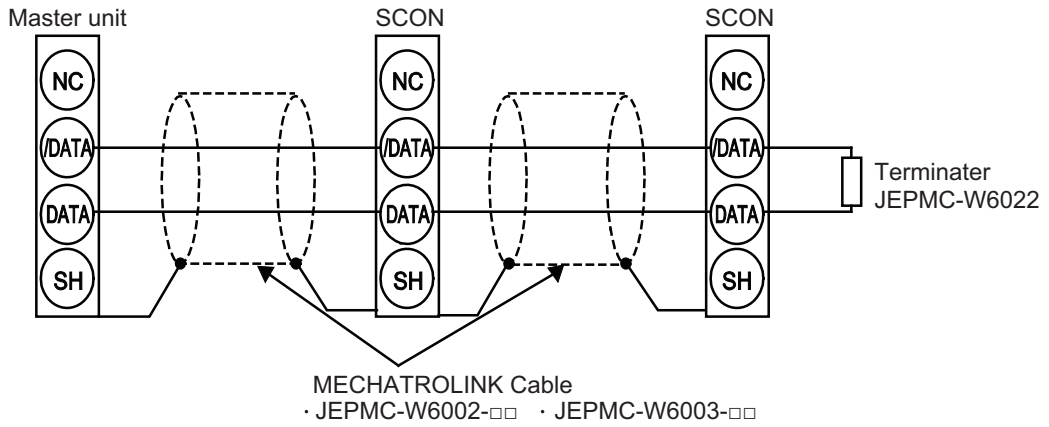 Master unit SCON SCON
NC NC NC
/DATA /DATA /DATA
Terminater
JEPMC-W6022
DATA DATA DATA
SH SH SH
MECHATROLINK Cable
· JEPMC-W6002-□□ · JEPMC-W6003-□□